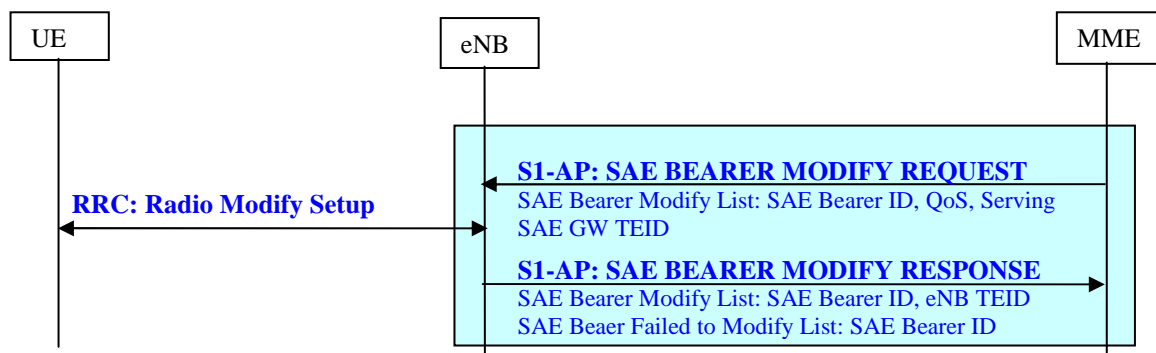 UE
eNB
MME
S1-AP: SAE BEARER MODIFY REQUEST
SAE Bearer Modify List: SAE Bearer ID, QoS, Serving
SAE GW TEID
RRC: Radio Modify Setup
S1-AP: SAE BEARER MODIFY RESPONSE
SAE Bearer Modify List: SAE Bearer ID, eNB TEID
SAE Beaer Failed to Modify List: SAE Bearer ID